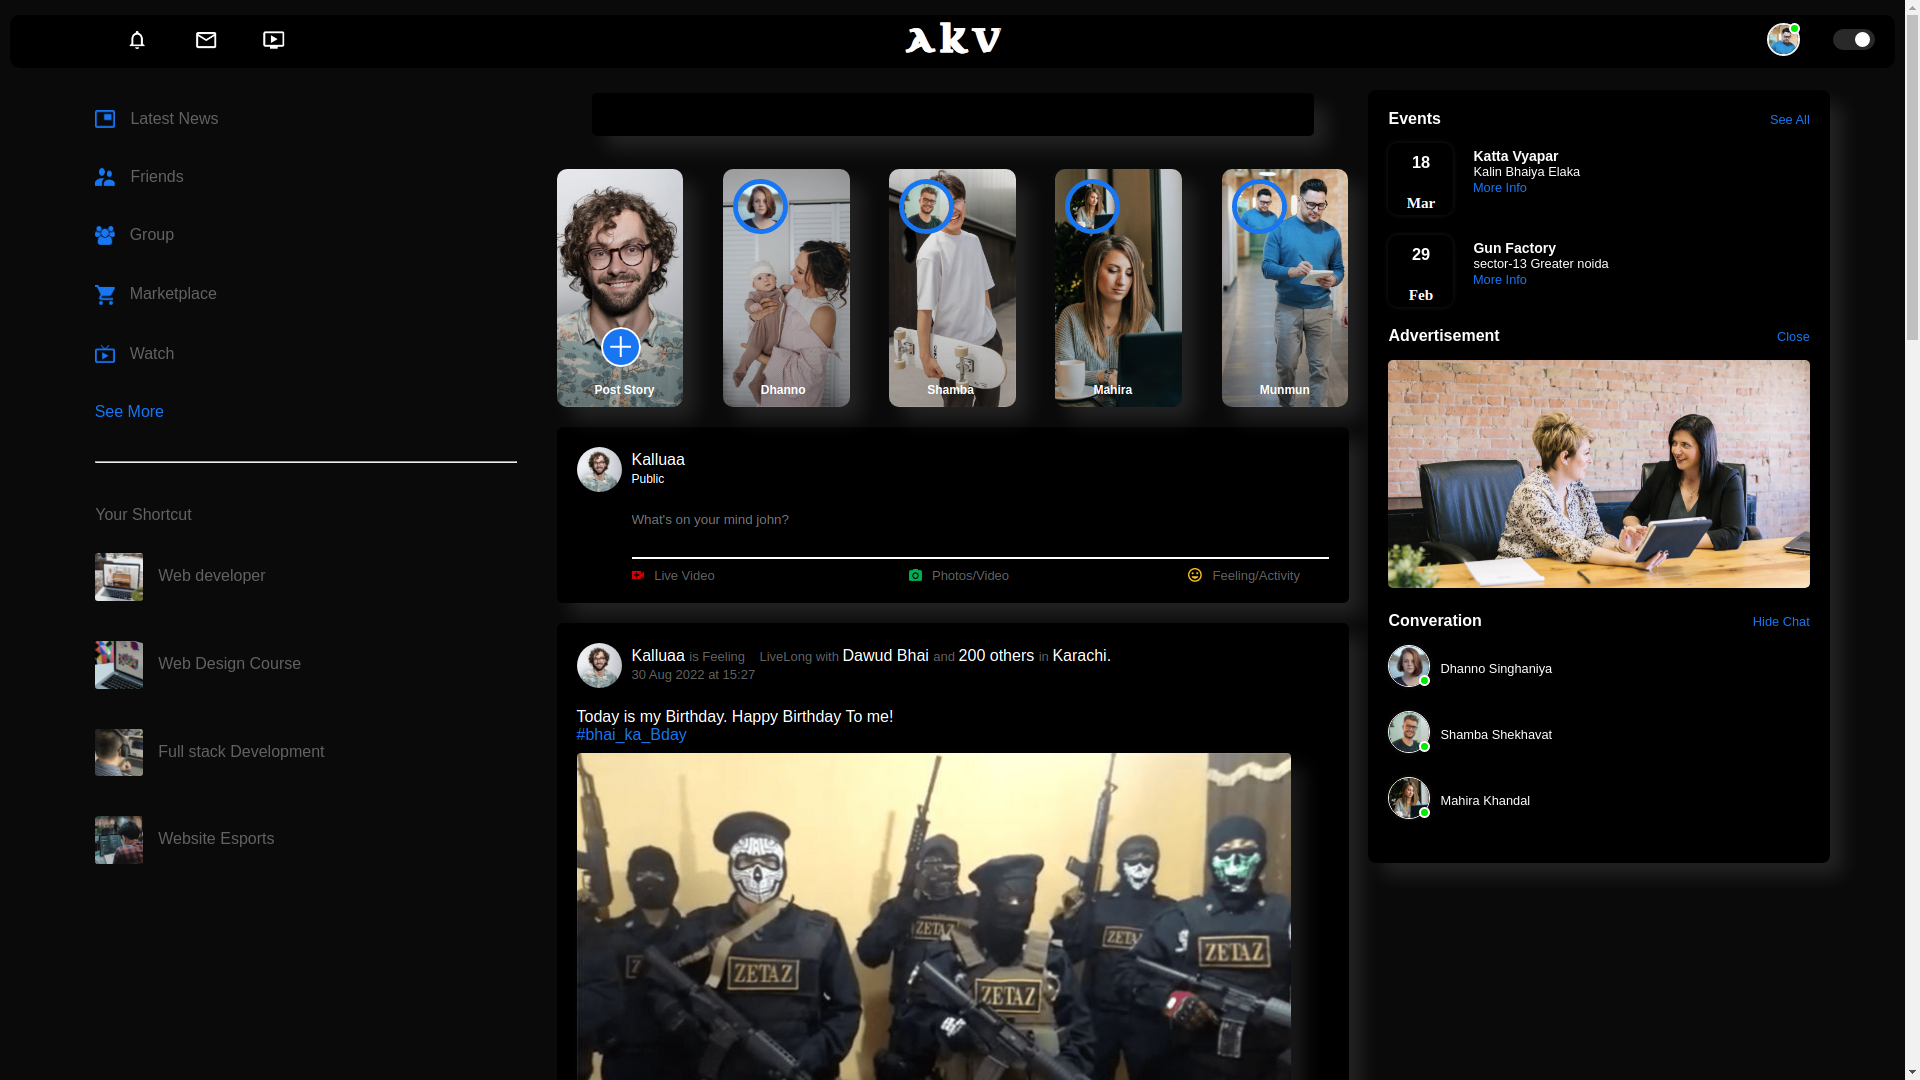 akv
Latest News
Friends
Group
Marketplace
Watch
See More
Your Shortcut
Web developer
Web Design Course
Full stack Development
Website Esports
Post Story
Dhanno
Shamba
Mahira
Munmun
Kalluaa
Public
What's on your mind john?
Live Video
Photos/Video
Feeling/Activity
Kalluaa is Feeling LiveLong with Dawud Bhai and 200 others in Karachi.
30 Aug 2022 at 15:27
Today is my Birthday. Happy Birthday To me!
#bhai_ka_Bday
ZETAZ
ZETAZ
ZETAZ
ZETAZ
Events
See All
18
Mar
Katta Vyapar
Kalin Bhaiya Elaka
More Info
29
Feb
Gun Factory
sector-13 Greater noida
More Info
Advertisement
Close
Converation
Hide Chat
Dhanno Singhaniya
Shamba Shekhavat
Mahira Khandal